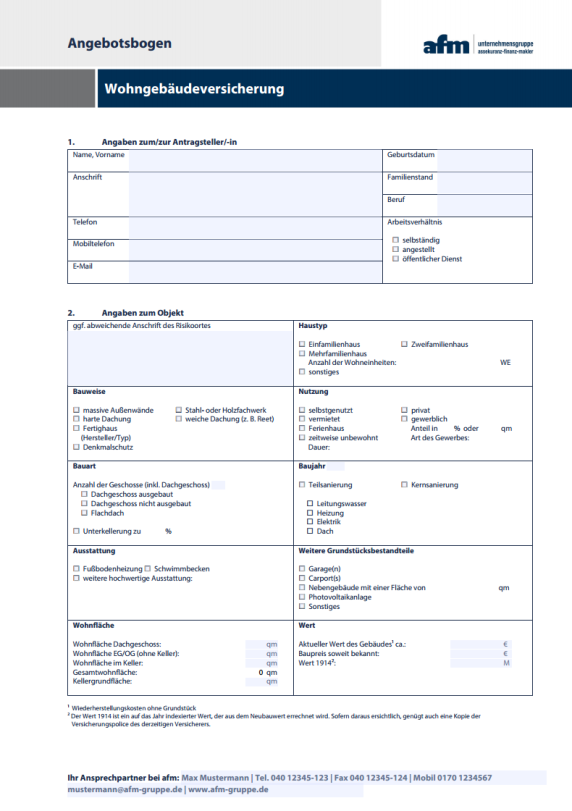 Angebotsbogen
afm unternehmensgruppe
assekuranz-finanz-makler
Wohngebäudeversicherung
1. Angaben zum/zur Antragsteller/-in
Name, Vorname
Geburtsdatum
Anschrift
Familienstand
Beruf
Telefon
Arbeitsverhältnis
Mobiltelefon
selbständig
angestellt
öffentlicher Dienst
E-Mail
2. Angaben zum Objekt
ggf. abweichende Anschrift des Risikoortes
Haustyp
Einfamilienhaus Zweifamilienhaus
Mehrfamilienhaus
Anzahl der Wohneinheiten: WE
sonstiges
Bauweise
massive Außenwände Stahl- oder Holzfachwerk
harte Dachung weiche Dachung (z. B. Reet)
Fertighaus
(Hersteller/Typ)
Denkmalschutz
Nutzung
selbstgenutzt privat
vermietet gewerblich
Ferienhaus Anteil in % oder qm
zeitweise unbewohnt Art des Gewerbes:
Dauer:
Bauart
Anzahl der Geschosse (inkl. Dachgeschoss)
Dachgeschoss ausgebaut
Dachgeschoss nicht ausgebaut
Flachdach
Unterkellerung zu %
Baujahr
Teilsanierung Kernsanierung
Leitungswasser
Heizung
Elektrik
Dach
Ausstattung
Fußbodenheizung Schwimmbecken
weitere hochwertige Ausstattung:
Weitere Grundstücksbestandteile
Garage(n)
Carport(s)
Nebengebäude mit einer Fläche von qm
Photovoltaikanlage
Sonstiges
Wohnfläche
Wohnfläche Dachgeschoss: qm
Wohnfläche EG/OG (ohne Keller): qm
Wohnfläche im Keller: qm
Gesamtwohnfläche: 0 qm
Kellergrundfläche: qm
Wert
Aktueller Wert des Gebäudes¹ ca.: €
Baupreis soweit bekannt: €
Wert 1914²: M
¹ Wiederherstellungskosten ohne Grundstück
² Der Wert 1914 ist ein auf das Jahr indexierter Wert, der aus dem Neubauwert errechnet wird. Sofern daraus ersichtlich, genügt auch eine Kopie der
Versicherungspolice des derzeitigen Versicherers.
Ihr Ansprechpartner bei afm: Max Mustermann | Tel. 040 12345-123 | Fax 040 12345-124 | Mobil 0170 1234567
mustermann@afm-gruppe.de | www.afm-gruppe.de